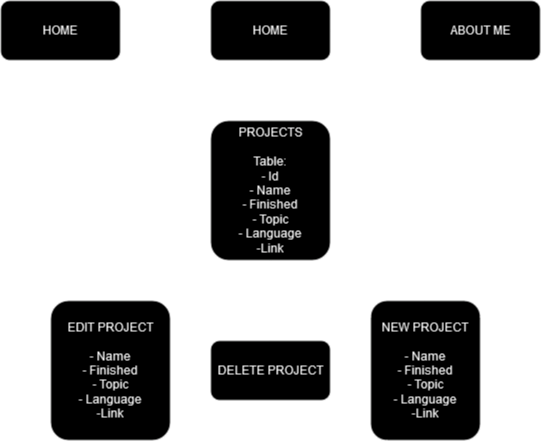 HOME
HOME
ABOUT ME
PROJECTS
Table:
- Id
- Name
- Finished
- Topic
- Language
-Link
EDIT PROJECT
- Name
- Finished
- Topic
- Language
-Link
DELETE PROJECT
NEW PROJECT
- Name
- Finished
- Topic
- Language
-Link